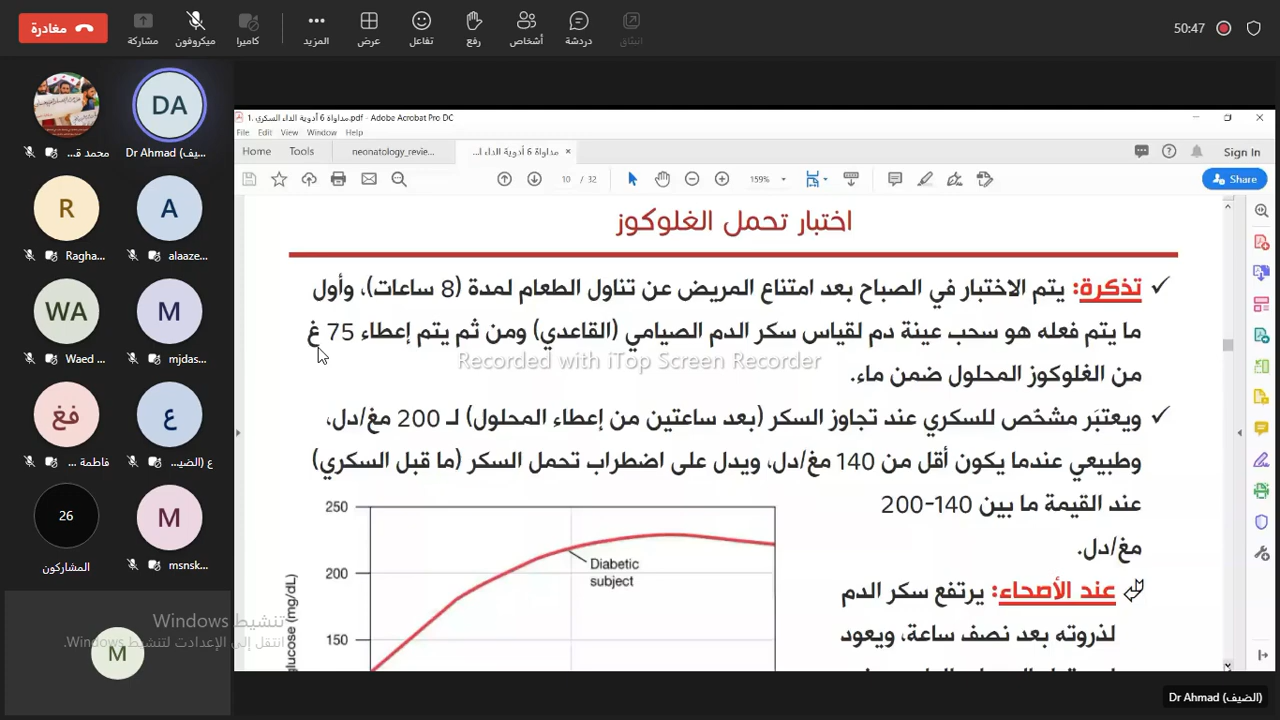 مغادرة
مشاركة
ميكروفون
كاميرا
المزيد
عرض
تفاعل
رفع
أشخاص
دردشة
انبثاق
50:47
محمد ق...
DA
Dr Ahmad (ضيف)...
R
Ragha...
A
alaaze...
WA
Waed ...
M
mjdas...
فغ
فاطمة ...
ع
ع (الضيـ...
26
المشاركون
M
msnsk...
M
تنشيط Windows
انتقل إلى الإعدادت لتنشيط Windows.
1. مداواة 6 أدوية الداء السكري.pdf - Adobe Acrobat Pro DC
File Edit View Window Help
Home Tools neonatology_revie... مداواة 6 أدوية الداء ا... × Sign In
10 / 32 159% Share
اختبار تحمل الغلوكوز
✓ تذكرة: يتم الاختبار في الصباح بعد امتناع المريض عن تناول الطعام لمدة (8 ساعات)، وأول
ما يتم فعله هو سحب عينة دم لقياس سكر الدم الصيامي (القاعدي) ومن ثم يتم إعطاء 75 غ
من الغلوكوز المحلول ضمن ماء.
Recorded with iTop Screen Recorder
✓ ويعتبَر مشخّص للسكري عند تجاوز السكر (بعد ساعتين من إعطاء المحلول) لـ 200 مغ/دل،
وطبيعي عندما يكون أقل من 140 مغ/دل، ويدل على اضطراب تحمل السكر (ما قبل السكري)
عند القيمة ما بين 140-200
مغ/دل.
عند الأصحاء: يرتفع سكر الدم
لذروته بعد نصف ساعة، ويعود
250
200
150
glucose (mg/dL)
Diabetic
subject
Dr Ahmad (الضيف)